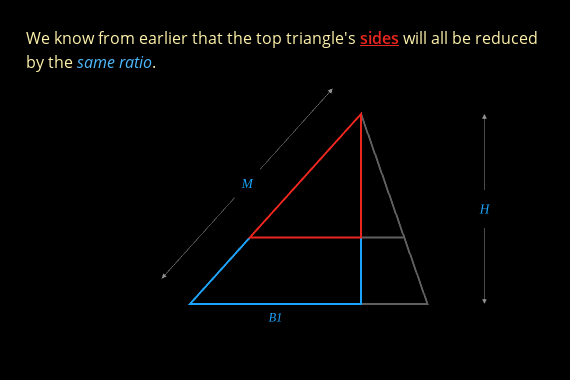 We know from earlier that the top triangle's sides will all be reduced
by the same ratio.
M
H
B1